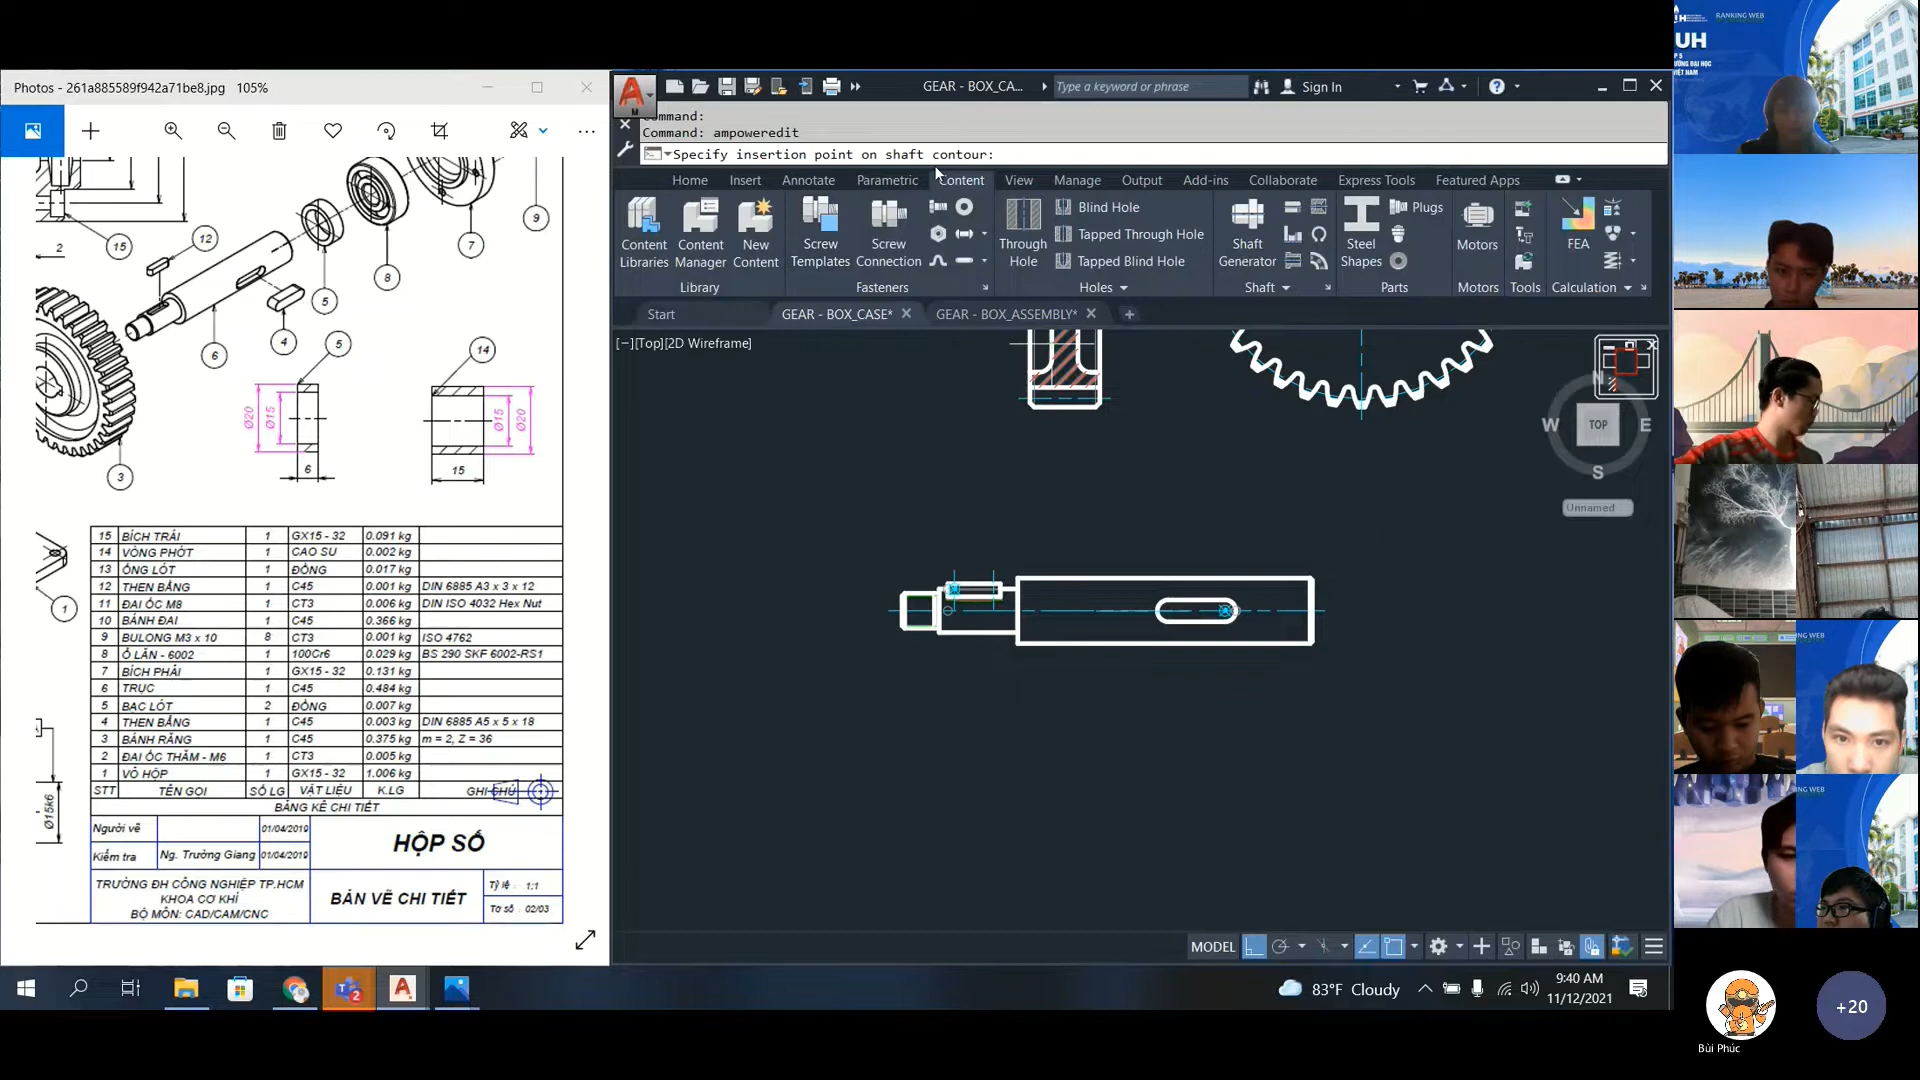 Photos - 261a885589f942a71be8.jpg   105%
2
15
12
9
7
8
5
4
6
3
5
14
Ø20
Ø15
6
Ø15
Ø20
15
1
Ø15k6
15 BÍCH TRÁI 1 GX15 - 32 0.091 kg
14 VÒNG PHỚT 1 CAO SU 0.002 kg
13 ỐNG LÓT 1 ĐỒNG 0.017 kg
12 THEN BẰNG 1 C45 0.001 kg DIN 6885 A3 x 3 x 12
11 ĐAI ỐC M8 1 CT3 0.006 kg DIN ISO 4032 Hex Nut
10 BÁNH ĐAI 1 C45 0.366 kg
9 BULONG M3 x 10 8 CT3 0.001 kg ISO 4762
8 Ổ LĂN - 6002 1 100Cr6 0.029 kg BS 290 SKF 6002-RS1
7 BÍCH PHẢI 1 GX15 - 32 0.131 kg
6 TRỤC 1 C45 0.484 kg
5 BẠC LÓT 2 ĐỒNG 0.007 kg
4 THEN BẰNG 1 C45 0.003 kg DIN 6885 A5 x 5 x 18
3 BÁNH RĂNG 1 C45 0.375 kg m = 2, Z = 36
2 ĐAI ỐC THĂM - M6 1 CT3 0.005 kg
1 VỎ HỘP 1 GX15 - 32 1.006 kg
STT TÊN GỌI SỐ LG VẬT LIỆU K.LG GHI CHÚ
BẢNG KÊ CHI TIẾT
Người vẽ 01/04/2019
Kiểm tra Ng. Trường Giang 01/04/2019
HỘP SỐ
TRƯỜNG ĐH CÔNG NGHIỆP TP.HCM
KHOA CƠ KHÍ
BỘ MÔN: CAD/CAM/CNC
BẢN VẼ CHI TIẾT
Tỷ lệ : 1:1
Tờ số : 02/03
GEAR - BOX_CA...
Type a keyword or phrase
Sign In
Command:
Command: ampoweredit
Specify insertion point on shaft contour:
Home Insert Annotate Parametric Content View Manage Output Add-ins Collaborate Express Tools Featured Apps
Content Libraries
Content Manager
New Content
Library
Screw Templates
Screw Connection
Fasteners
Through Hole
Blind Hole
Tapped Through Hole
Tapped Blind Hole
Holes
Shaft Generator
Shaft
Steel Shapes
Plugs
Parts
Motors
Motors
Tools
FEA
Calculation
Start
GEAR - BOX_CASE*
GEAR - BOX_ASSEMBLY*
[−][Top][2D Wireframe]
N
W
TOP
E
S
Unnamed
MODEL
2
83°F Cloudy
9:40 AM
11/12/2021
RANKING WEB
UH
VIỆT NAM
RANKING WEB
RANKING WEB
Bùi Phúc
+20